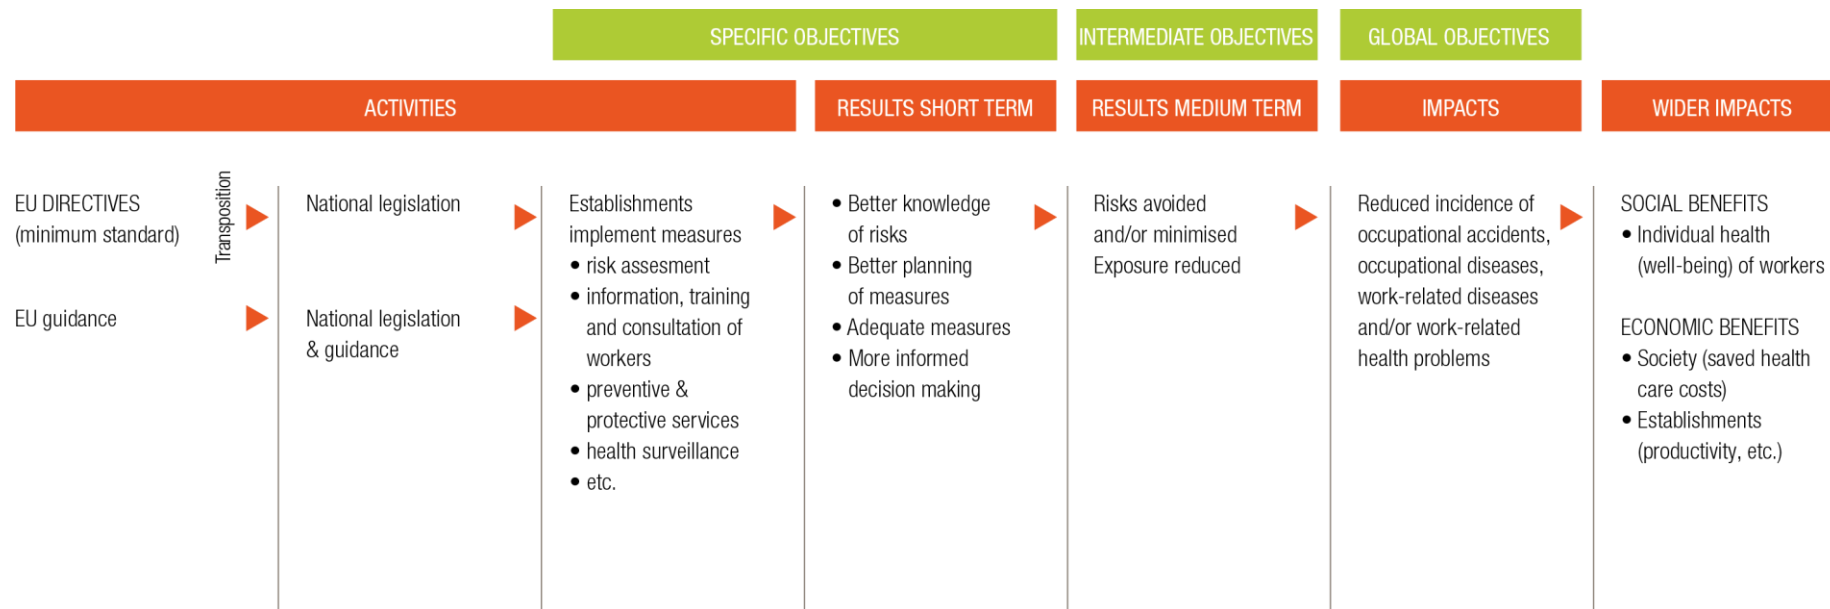 SPECIFIC OBJECTIVES
INTERMEDIATE OBJECTIVES
GLOBAL OBJECTIVES
ACTIVITIES
RESULTS SHORT TERM
RESULTS MEDIUM TERM
IMPACTS
WIDER IMPACTS
EU DIRECTIVES
(minimum standard)
Transposition
EU guidance
National legislation
National legislation
& guidance
Establishments
implement measures
• risk assesment
• information, training
and consultation of
workers
• preventive &
protective services
• health surveillance
• etc.
• Better knowledge
of risks
• Better planning
of measures
• Adequate measures
• More informed
decision making
Risks avoided
and/or minimised
Exposure reduced
Reduced incidence of
occupational accidents,
occupational diseases,
work-related diseases
and/or work-related
health problems
SOCIAL BENEFITS
• Individual health
(well-being) of workers
ECONOMIC BENEFITS
• Society (saved health
care costs)
• Establishments
(productivity, etc.)